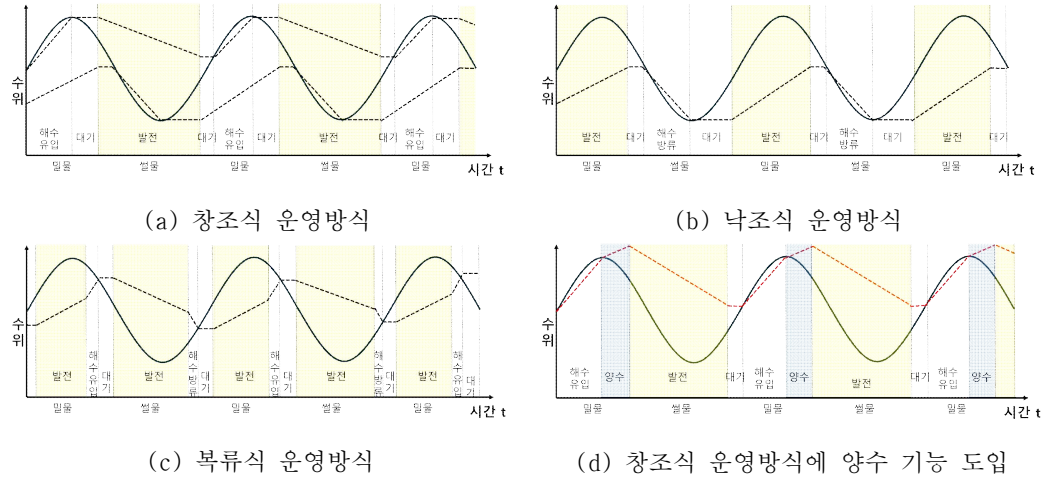 수위
해수유입 대기 발전 대기 해수유입 대기 발전 대기 해수유입 대기
밀물 썰물 밀물 썰물 밀물
시간 t
(a) 창조식 운영방식
수위
발전 대기 해수방류 대기 발전 대기 해수방류 대기 발전 대기
밀물 썰물 밀물 썰물 밀물
시간 t
(b) 낙조식 운영방식
수위
발전 해수유입 대기 발전 해수방류 대기 발전 해수유입 대기 발전 해수방류 대기 발전 해수유입 대기
밀물 썰물 밀물 썰물 밀물
시간 t
(c) 복류식 운영방식
수위
해수유입 양수 발전 대기 해수유입 양수 발전 대기 해수유입 양수
밀물 썰물 밀물 썰물 밀물
시간 t
(d) 창조식 운영방식에 양수 기능 도입